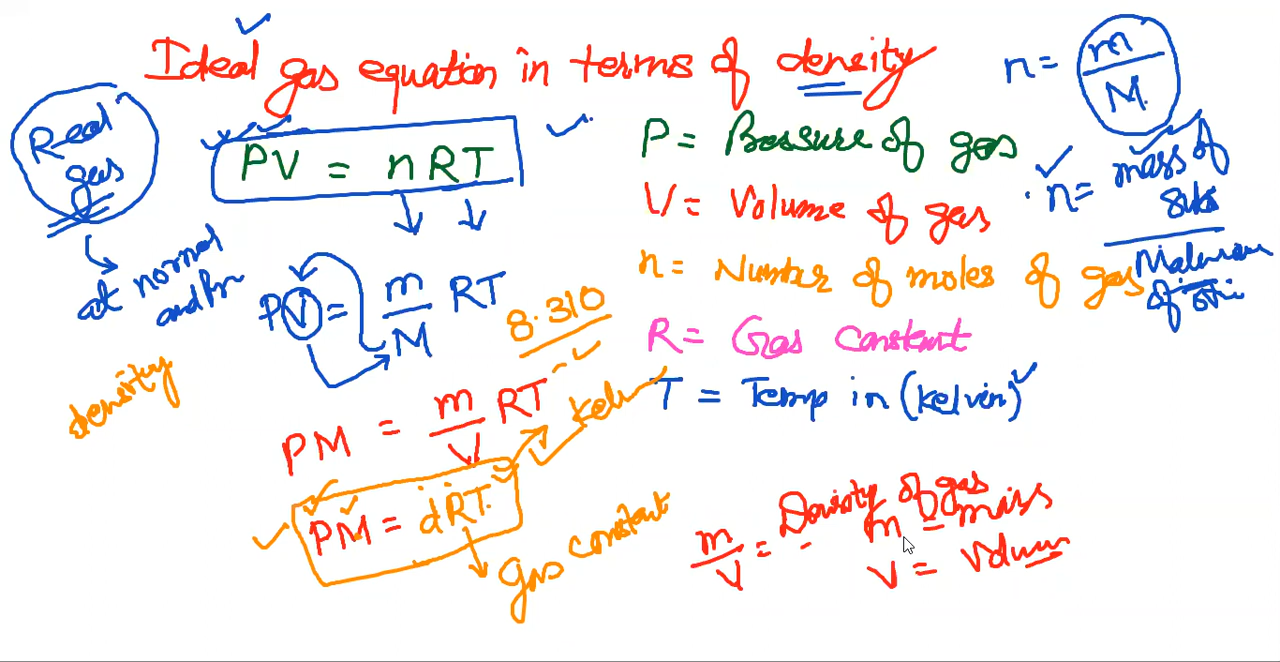 Ideal gas equation in terms of density
n = m/M
Real gas
at normal
PV = nRT
P = Pressure of gas
V = Volume of gas
n = Number of moles of gas
R = Gas constant
T = Temp in (kelvin)
n = mass of
PV = m/M RT
8.310
density
PM = m/V RT
PM = dRT
gas constant
m/V = Density of gas
m = mass
V = Volume